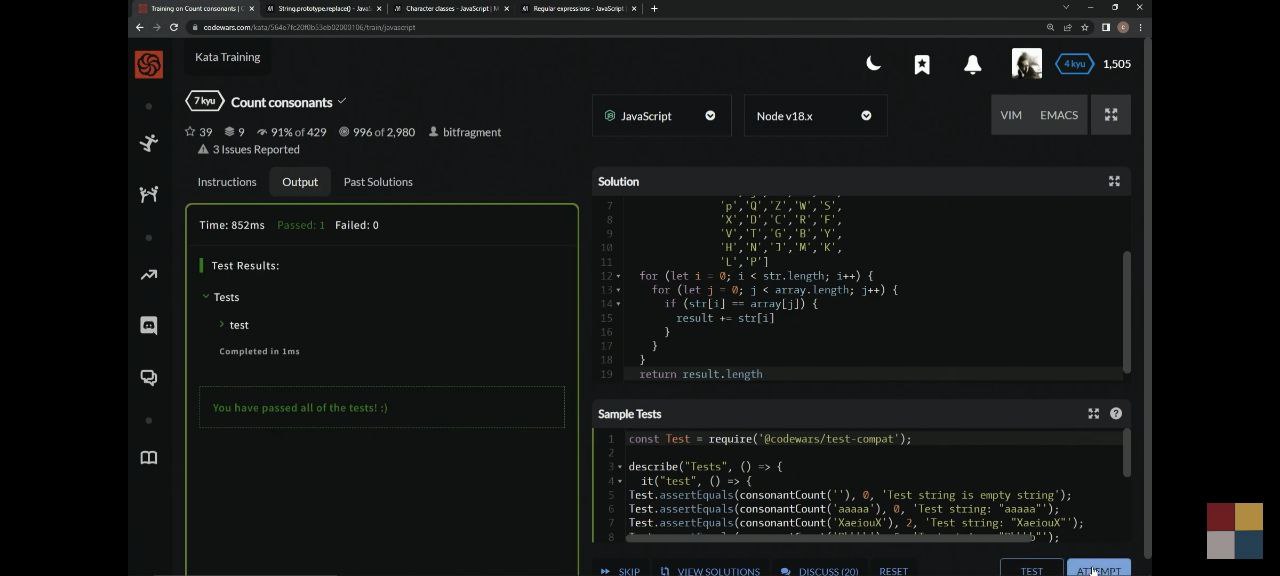 Training on Count consonants | C
String.prototype.replace() - JavaS
Character classes - JavaScript | M
Regular expressions - JavaScript |
codewars.com/kata/564e7fc20f0b53eb02000106/train/javascript
Kata Training
4 kyu
1,505
7 kyu
Count consonants
39
9
91% of 429
996 of 2,980
bitfragment
3 Issues Reported
JavaScript
Node v18.x
VIM
EMACS
Instructions
Output
Past Solutions
Time: 852ms
Passed: 1
Failed: 0
Test Results:
Tests
test
Completed in 1ms
You have passed all of the tests! :)
Solution
7 'p','Q','Z','W','S',
8 'X','D','C','R','F',
9 'V','T','G','B','Y',
10 'H','N','J','M','K',
11 'L','P']
12 for (let i = 0; i < str.length; i++) {
13 for (let j = 0; j < array.length; j++) {
14 if (str[i] == array[j]) {
15 result += str[i]
16 }
17 }
18 }
19 return result.length
Sample Tests
1 const Test = require('@codewars/test-compat');
2
3 describe("Tests", () => {
4 it("test", () => {
5 Test.assertEquals(consonantCount(''), 0, 'Test string is empty string');
6 Test.assertEquals(consonantCount('aaaaa'), 0, 'Test string: "aaaaa"');
7 Test.assertEquals(consonantCount('XaeiouX'), 2, 'Test string: "XaeiouX"');
8
SKIP
VIEW SOLUTIONS
DISCUSS (20)
RESET
TEST
ATTEMPT